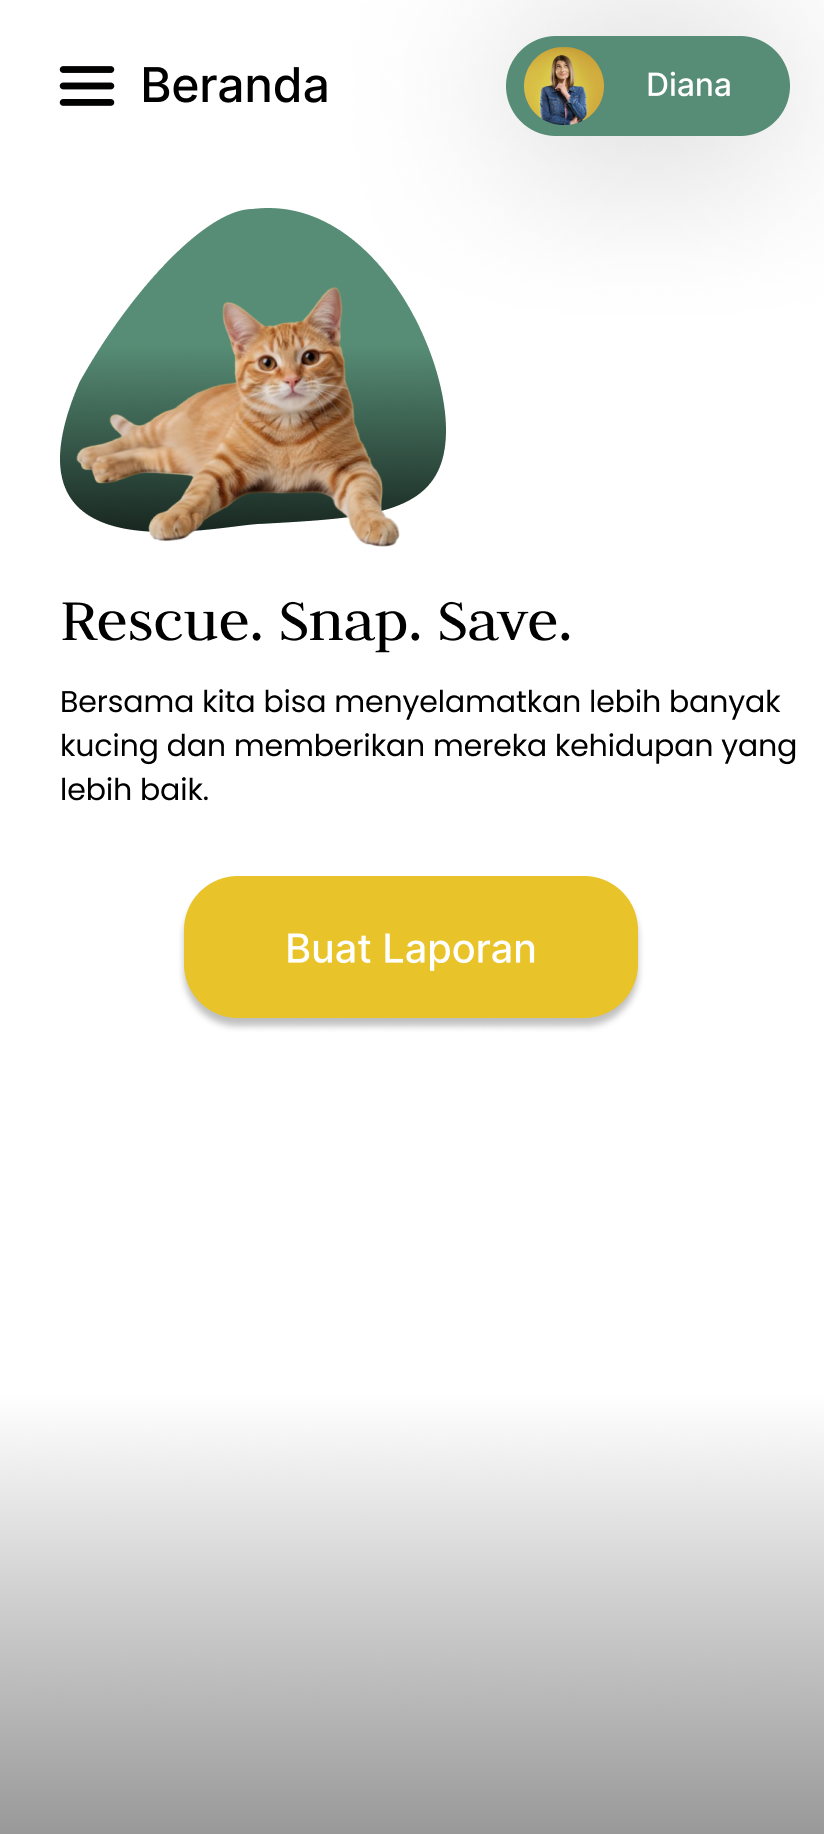 Beranda
Diana
Rescue. Snap. Save.
Bersama kita bisa menyelamatkan lebih banyak
kucing dan memberikan mereka kehidupan yang
lebih baik.
Buat Laporan